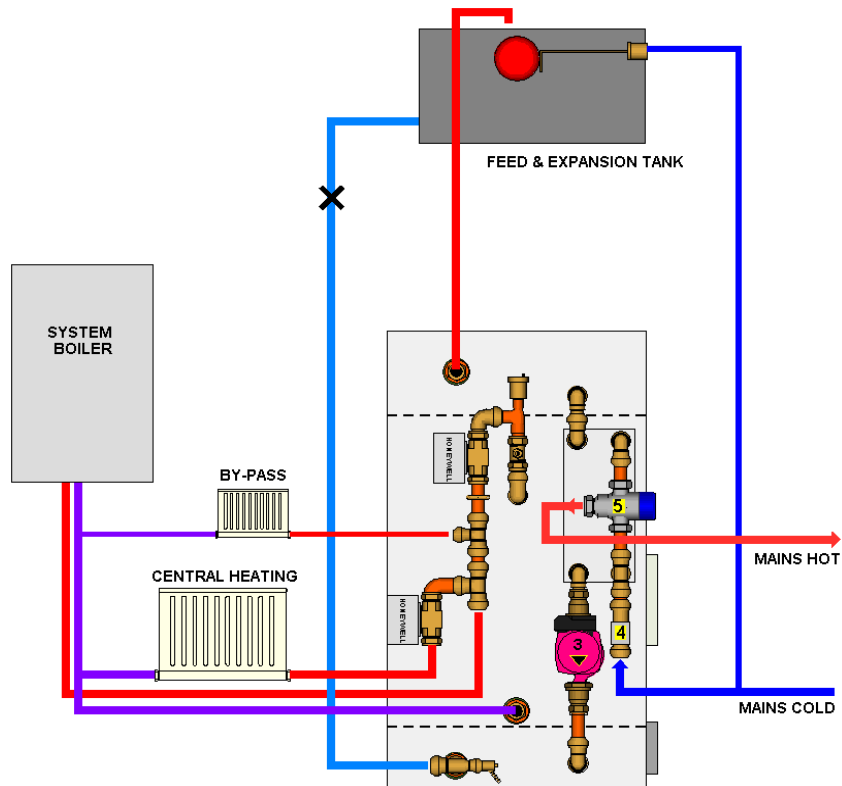 FEED & EXPANSION TANK
SYSTEM
BOILER
HONEYWELL
BY-PASS
5
MAINS HOT
CENTRAL HEATING
HONEYWELL
4
3
MAINS COLD